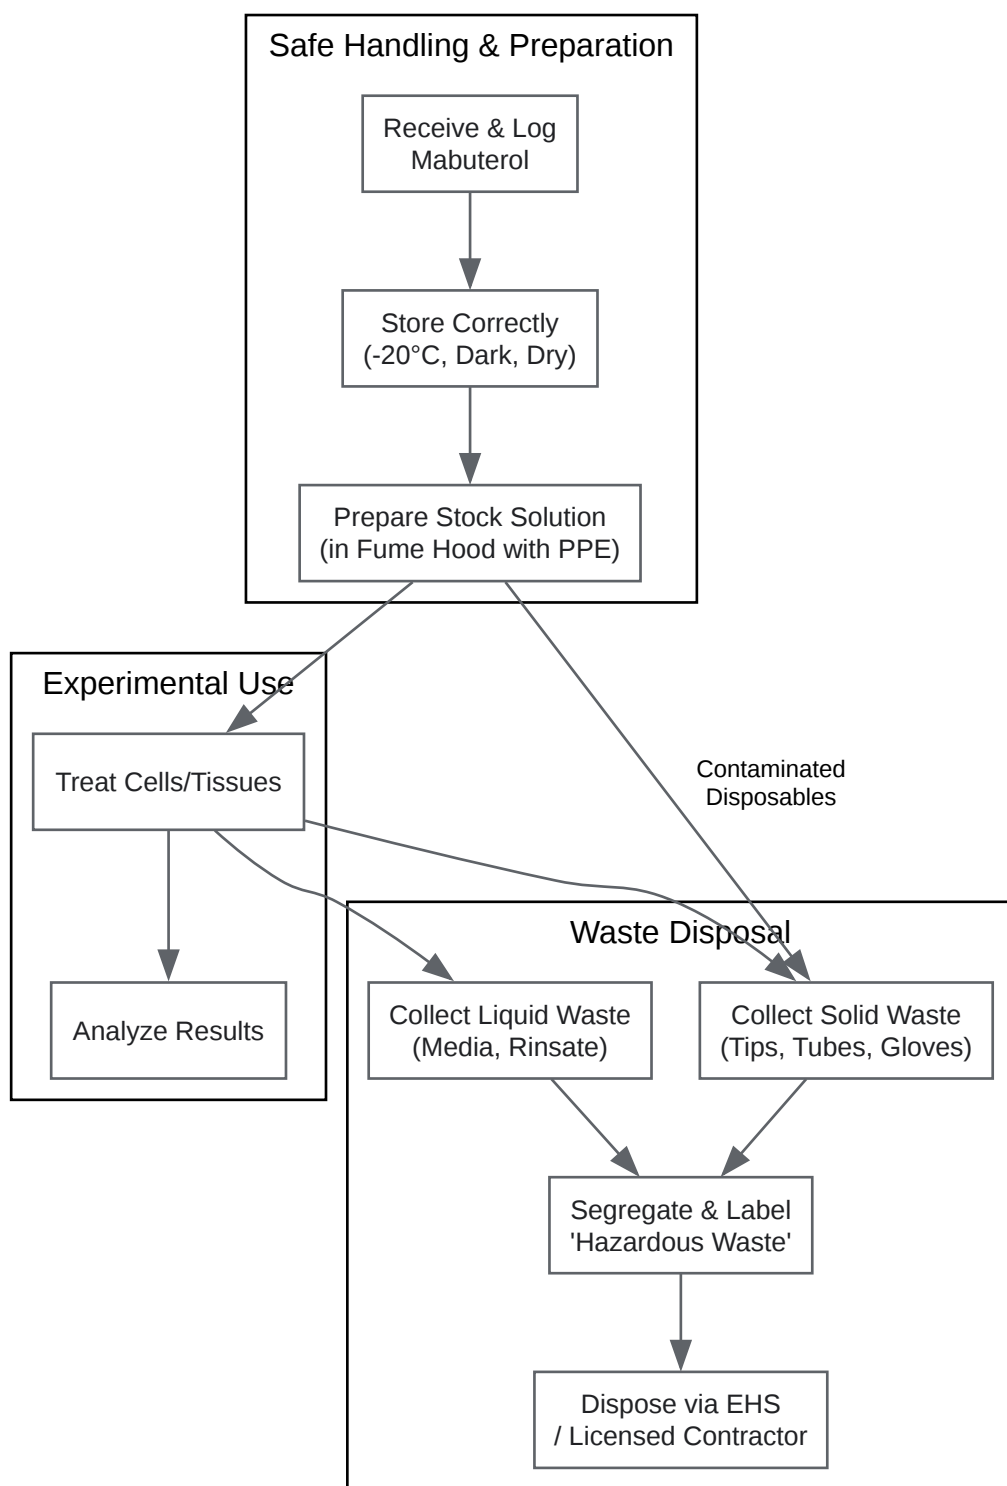 Safe Handling & Preparation
Receive & Log
Mabuterol
Store Correctly
(-20°C, Dark, Dry)
Prepare Stock Solution
(in Fume Hood with PPE)
Experimental Use
Treat Cells/Tissues
Analyze Results
Contaminated
Disposables
Waste Disposal
Collect Liquid Waste
(Media, Rinsate)
Collect Solid Waste
(Tips, Tubes, Gloves)
Segregate & Label
'Hazardous Waste'
Dispose via EHS
/ Licensed Contractor